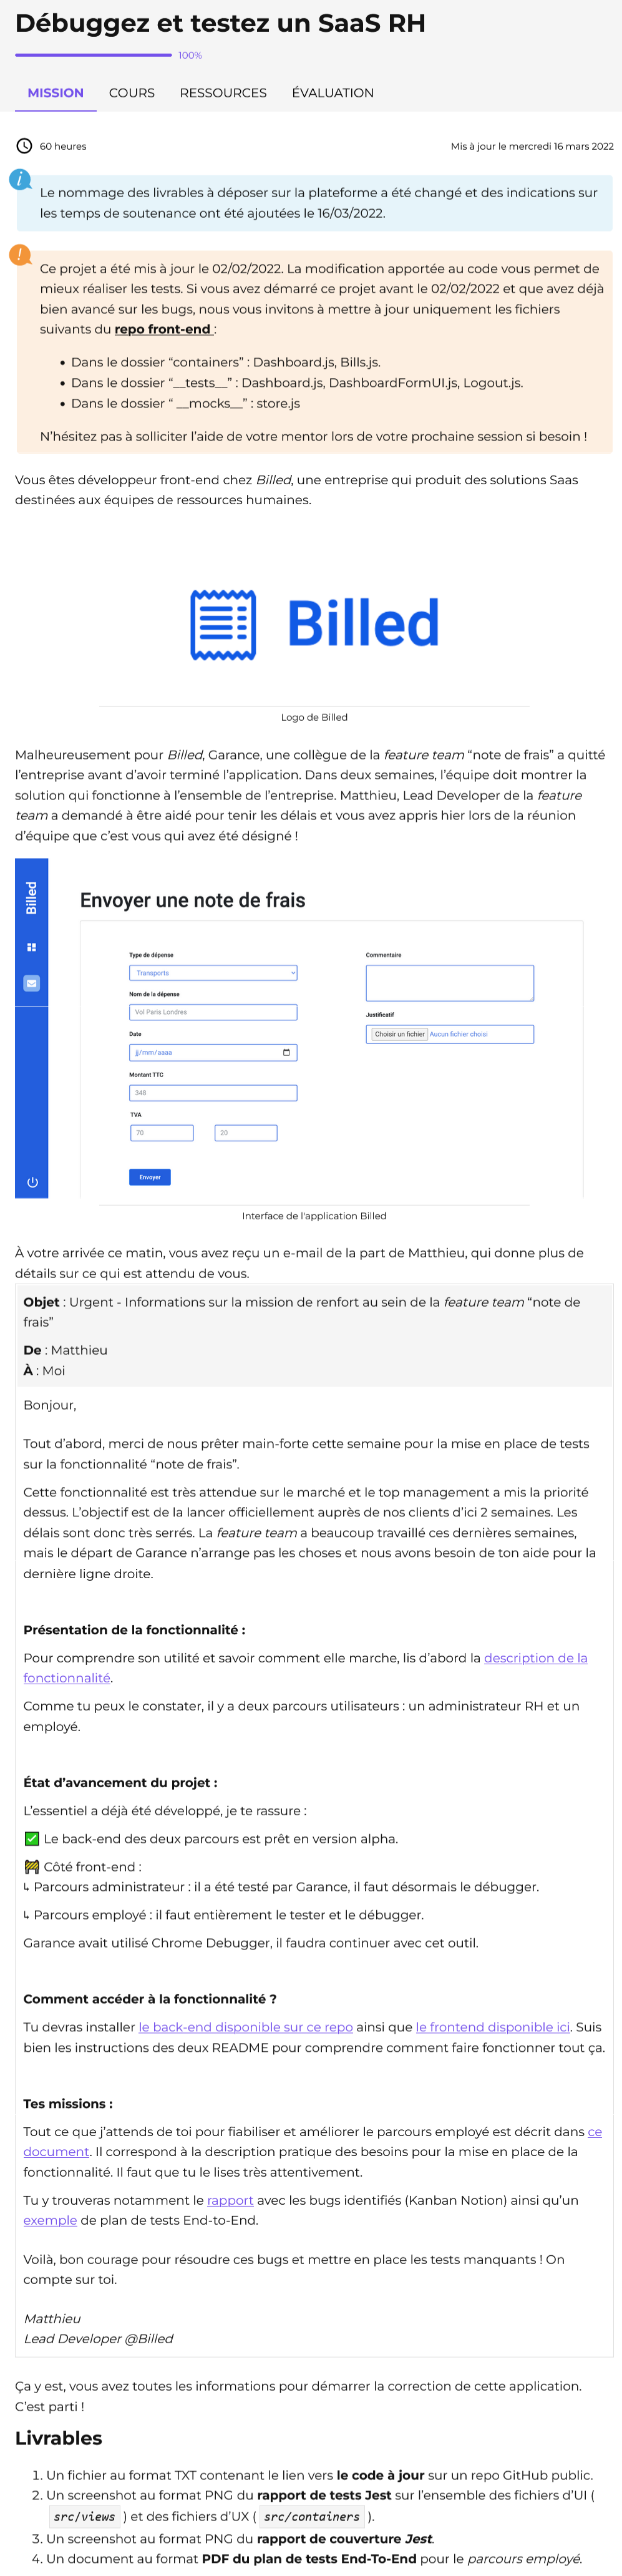 Débuggez et testez un SaaS RH
100%
MISSION COURS RESSOURCES ÉVALUATION
60 heures
Mis à jour le mercredi 16 mars 2022
Le nommage des livrables à déposer sur la plateforme a été changé et des indications sur
les temps de soutenance ont été ajoutées le 16/03/2022.
Ce projet a été mis à jour le 02/02/2022. La modification apportée au code vous permet de
mieux réaliser les tests. Si vous avez démarré ce projet avant le 02/02/2022 et que avez déjà
bien avancé sur les bugs, nous vous invitons à mettre à jour uniquement les fichiers
suivants du repo front-end :
• Dans le dossier “containers” : Dashboard.js, Bills.js.
• Dans le dossier “__tests__” : Dashboard.js, DashboardFormUI.js, Logout.js.
• Dans le dossier “ __mocks__” : store.js
N’hésitez pas à solliciter l’aide de votre mentor lors de votre prochaine session si besoin !
Vous êtes développeur front-end chez Billed, une entreprise qui produit des solutions Saas
destinées aux équipes de ressources humaines.
Billed
Logo de Billed
Malheureusement pour Billed, Garance, une collègue de la feature team “note de frais” a quitté
l’entreprise avant d’avoir terminé l’application. Dans deux semaines, l’équipe doit montrer la
solution qui fonctionne à l’ensemble de l’entreprise. Matthieu, Lead Developer de la feature
team a demandé à être aidé pour tenir les délais et vous avez appris hier lors de la réunion
d’équipe que c’est vous qui avez été désigné !
Billed
Envoyer une note de frais
Type de dépense
Transports
Nom de la dépense
Vol Paris Londres
Date
jj/mm/aaaa
Montant TTC
348
TVA
70
20
Envoyer
Commentaire
Justificatif
Choisir un fichier Aucun fichier choisi
Interface de l'application Billed
À votre arrivée ce matin, vous avez reçu un e-mail de la part de Matthieu, qui donne plus de
détails sur ce qui est attendu de vous.
Objet : Urgent - Informations sur la mission de renfort au sein de la feature team “note de
frais”
De : Matthieu
À : Moi
Bonjour,
Tout d’abord, merci de nous prêter main-forte cette semaine pour la mise en place de tests
sur la fonctionnalité “note de frais”.
Cette fonctionnalité est très attendue sur le marché et le top management a mis la priorité
dessus. L’objectif est de la lancer officiellement auprès de nos clients d’ici 2 semaines. Les
délais sont donc très serrés. La feature team a beaucoup travaillé ces dernières semaines,
mais le départ de Garance n’arrange pas les choses et nous avons besoin de ton aide pour la
dernière ligne droite.
Présentation de la fonctionnalité :
Pour comprendre son utilité et savoir comment elle marche, lis d’abord la description de la
fonctionnalité.
Comme tu peux le constater, il y a deux parcours utilisateurs : un administrateur RH et un
employé.
État d’avancement du projet :
L’essentiel a déjà été développé, je te rassure :
✅ Le back-end des deux parcours est prêt en version alpha.
🚧 Côté front-end :
↳ Parcours administrateur : il a été testé par Garance, il faut désormais le débugger.
↳ Parcours employé : il faut entièrement le tester et le débugger.
Garance avait utilisé Chrome Debugger, il faudra continuer avec cet outil.
Comment accéder à la fonctionnalité ?
Tu devras installer le back-end disponible sur ce repo ainsi que le frontend disponible ici. Suis
bien les instructions des deux README pour comprendre comment faire fonctionner tout ça.
Tes missions :
Tout ce que j’attends de toi pour fiabiliser et améliorer le parcours employé est décrit dans ce
document. Il correspond à la description pratique des besoins pour la mise en place de la
fonctionnalité. Il faut que tu le lises très attentivement.
Tu y trouveras notamment le rapport avec les bugs identifiés (Kanban Notion) ainsi qu’un
exemple de plan de tests End-to-End.
Voilà, bon courage pour résoudre ces bugs et mettre en place les tests manquants ! On
compte sur toi.
Matthieu
Lead Developer @Billed
Ça y est, vous avez toutes les informations pour démarrer la correction de cette application.
C’est parti !
Livrables
1. Un fichier au format TXT contenant le lien vers le code à jour sur un repo GitHub public.
2. Un screenshot au format PNG du rapport de tests Jest sur l’ensemble des fichiers d’UI (
src/views ) et des fichiers d’UX ( src/containers ).
3. Un screenshot au format PNG du rapport de couverture Jest.
4. Un document au format PDF du plan de tests End-To-End pour le parcours employé.